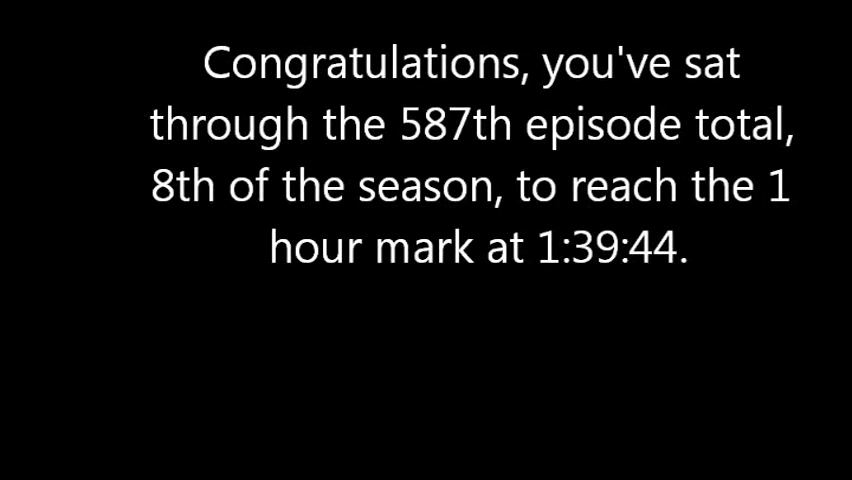 Congratulations, you've sat
through the 587th episode total,
8th of the season, to reach the 1
hour mark at 1:39:44.